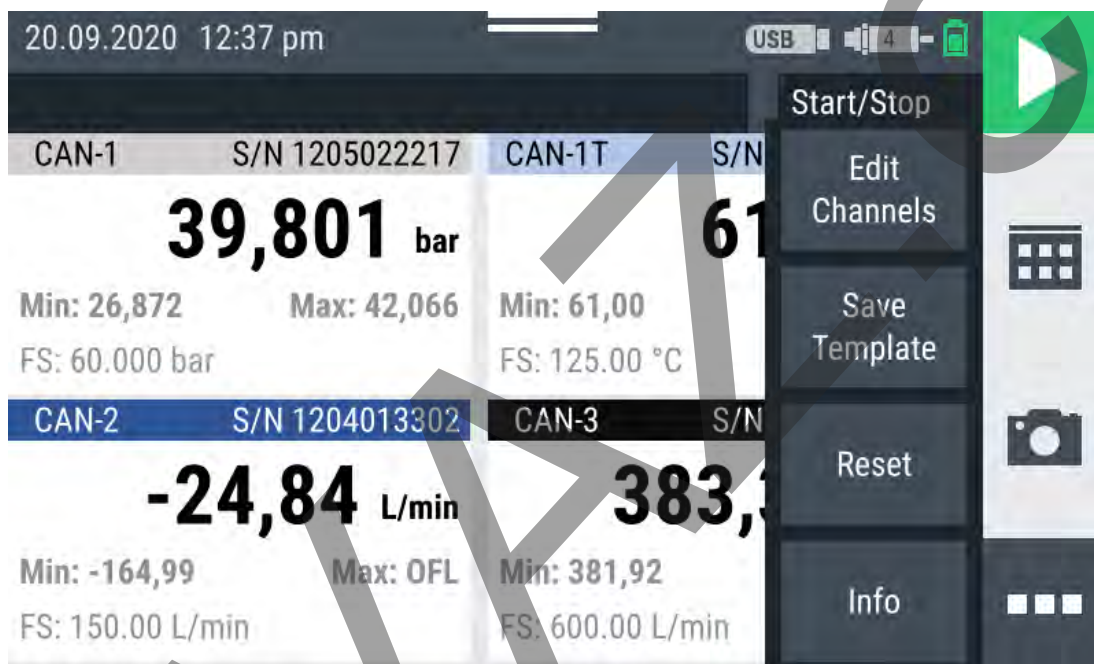 20.09.2020 12:37 pm USB 4
Start/Stop
CAN-1 S/N 1205022217 CAN-1T S/N
Edit
Channels
39,801 bar 61
Min: 26,872 Max: 42,066 Min: 61,00
Save
Template
FS: 60.000 bar FS: 125.00 °C
CAN-2 S/N 1204013302 CAN-3 S/N
Reset
-24,84 L/min 383,
Min: -164,99 Max: OFL Min: 381,92
Info
FS: 150.00 L/min FS: 600.00 L/min